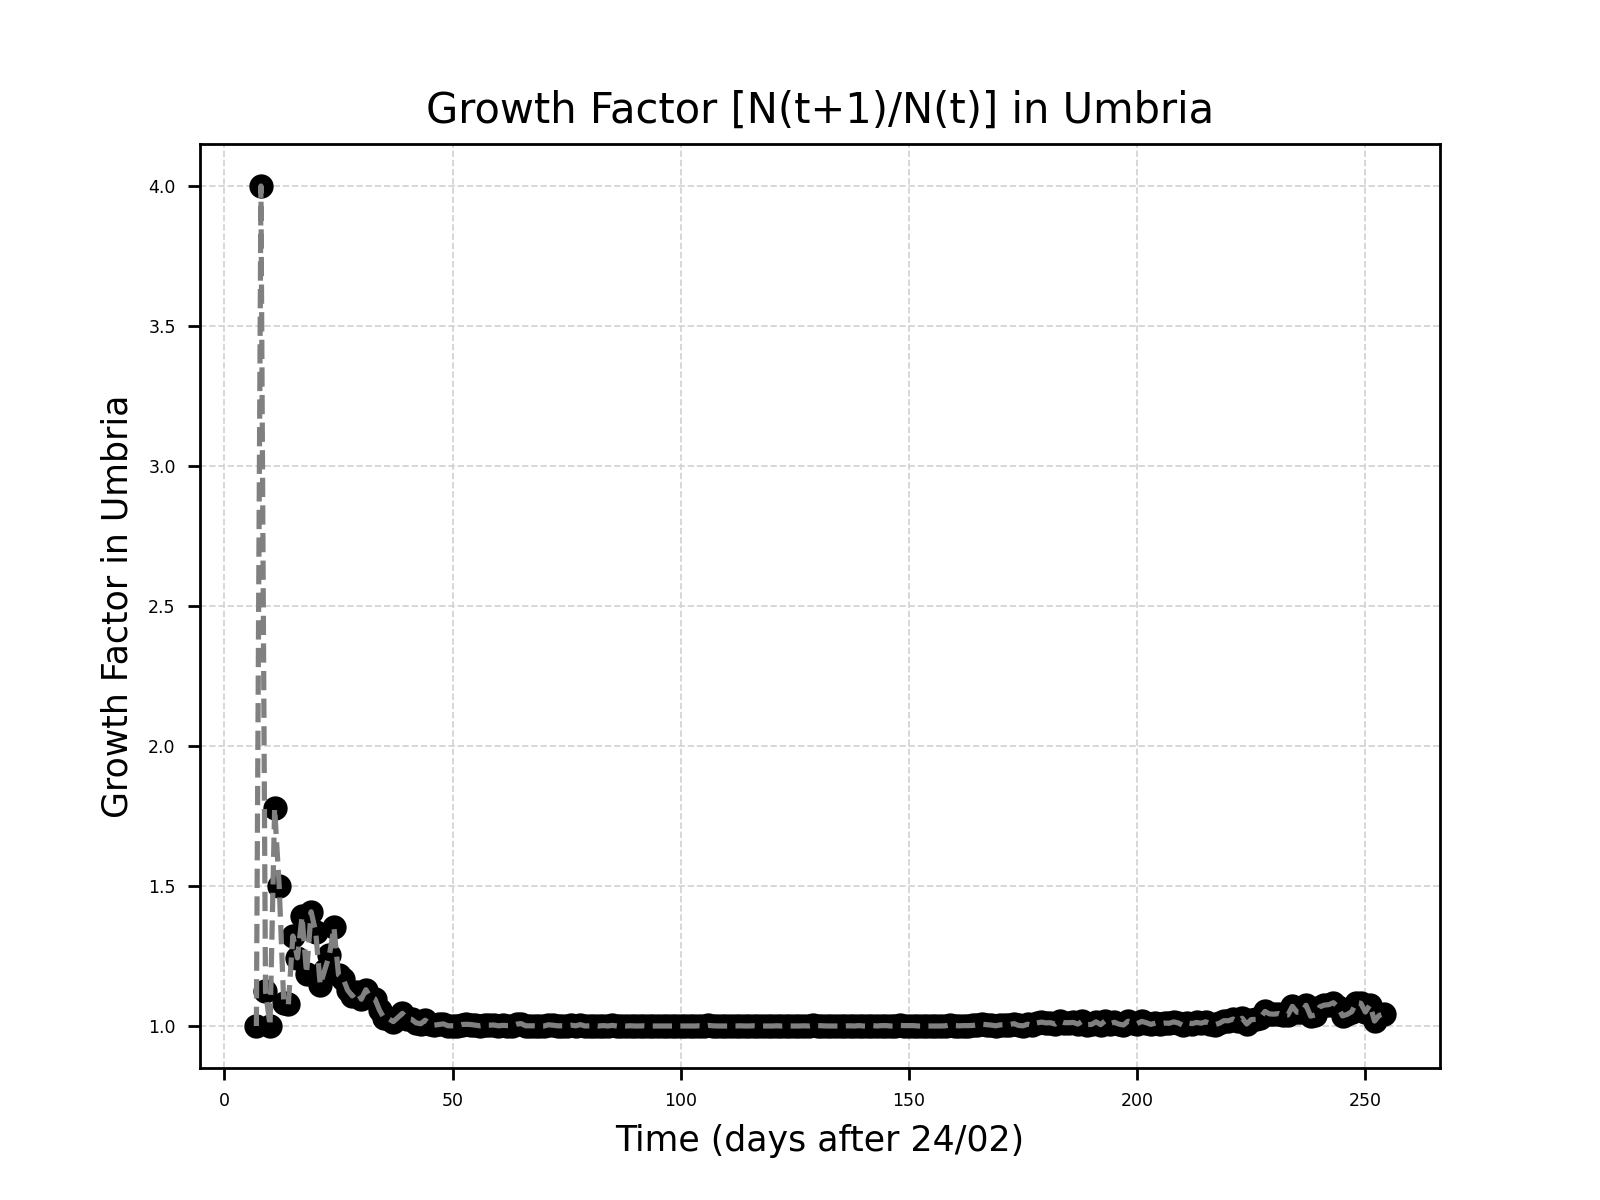 Growth Factor [N(t+1)/N(t)] in Umbria
Growth Factor in Umbria
4.0
3.5
3.0
2.5
2.0
1.5
1.0
0 50 100 150 200 250
Time (days after 24/02)